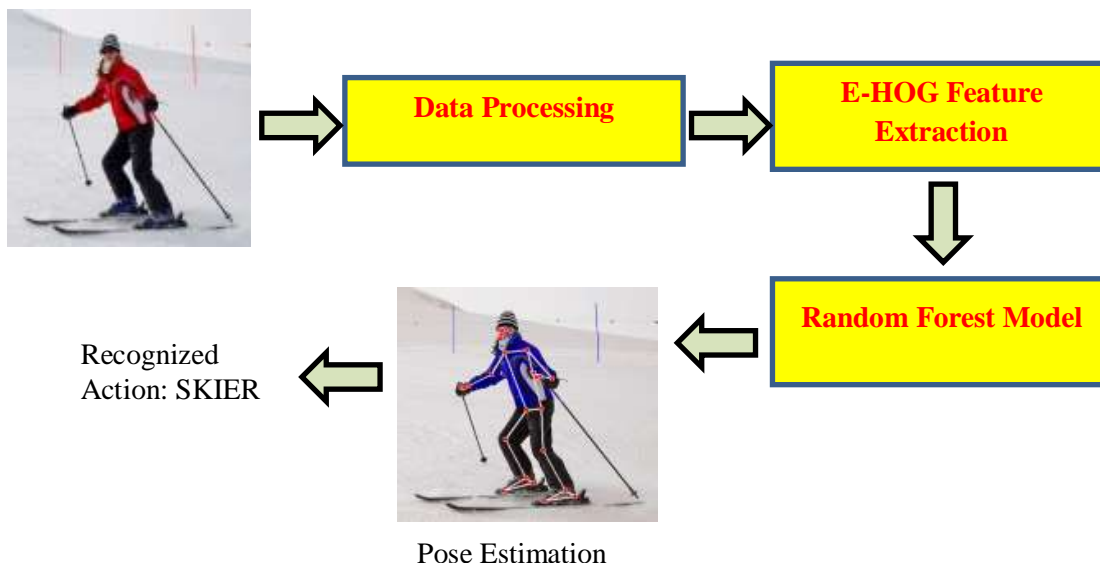 Data Processing
E-HOG Feature
Extraction
Random Forest Model
Pose Estimation
Recognized
Action: SKIER